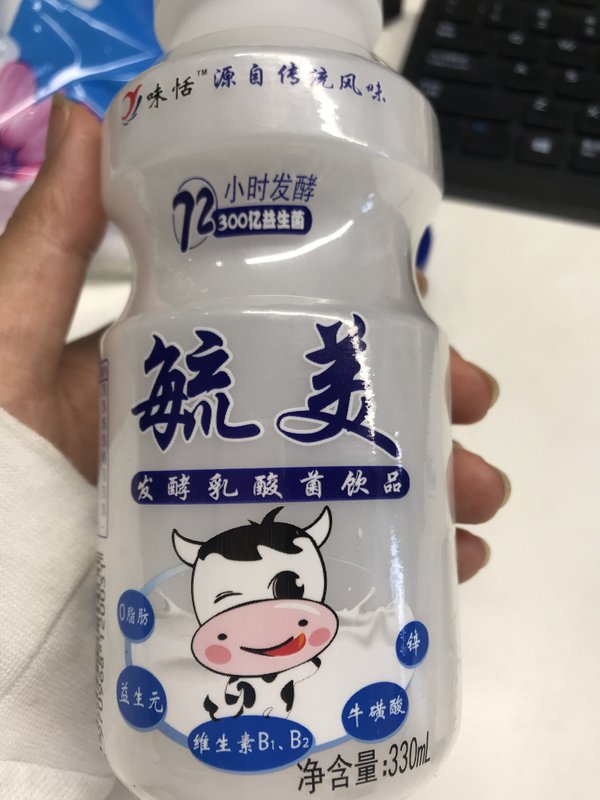 味恬™ 源自传统风味
72小时发酵
300亿益生菌
毓美
发酵乳酸菌饮品
0脂肪
锌
益生元
牛磺酸
维生素B₁、B₂
净含量:330mL